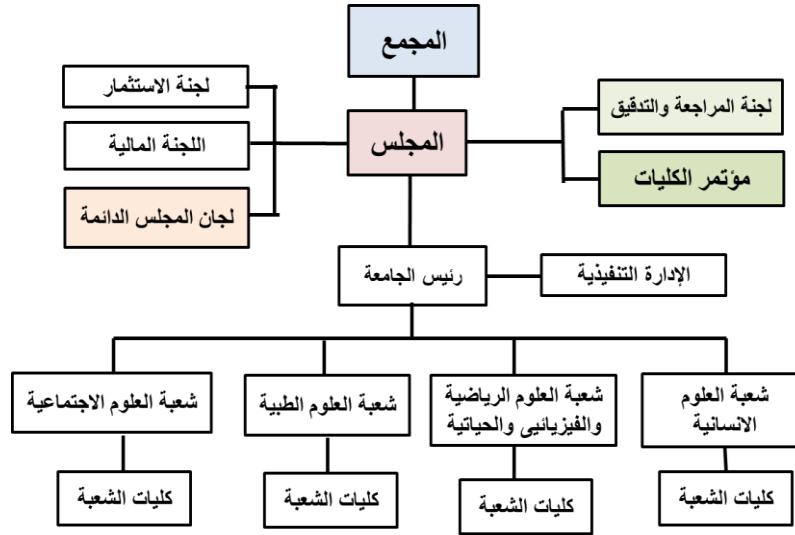 المجمع
لجنة المراجعة والتدقيق
المجلس
لجنة الاستثمار
اللجنة المالية
مؤتمر الكليات
لجان المجلس الدائمة
الإدارة التنفيذية
رئيس الجامعة
شعبة العلوم
الانسانية
شعبة العلوم الرياضية
والفيزيائيى والحياتية
شعبة العلوم الطبية
شعبة العلوم الاجتماعية
كليات الشعبة
كليات الشعبة
كليات الشعبة
كليات الشعبة